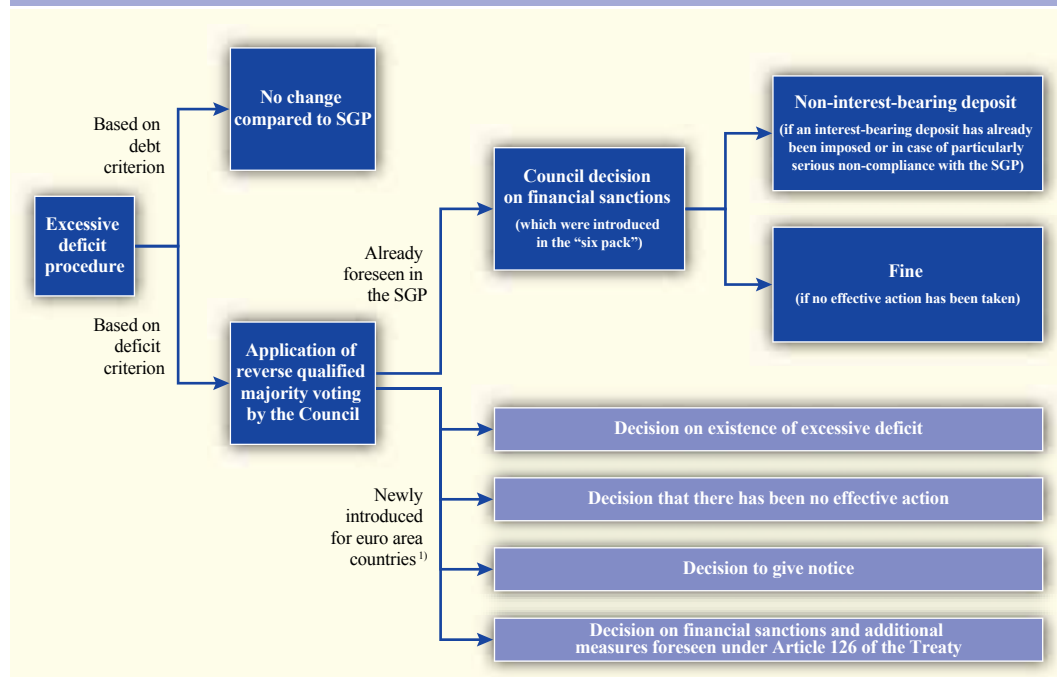 Excessive
deficit
procedure
Based on
debt
criterion
No change
compared to SGP
Based on
deficit
criterion
Application of
reverse qualified
majority voting
by the Council
Already
foreseen in
the SGP
Council decision
on financial sanctions
(which were introduced
in the “six pack”)
Non-interest-bearing deposit
(if an interest-bearing deposit has already
been imposed or in case of particularly
serious non-compliance with the SGP)
Fine
(if no effective action has been taken)
Newly
introduced
for euro area
countries 1)
Decision on existence of excessive deficit
Decision that there has been no effective action
Decision to give notice
Decision on financial sanctions and additional
measures foreseen under Article 126 of the Treaty